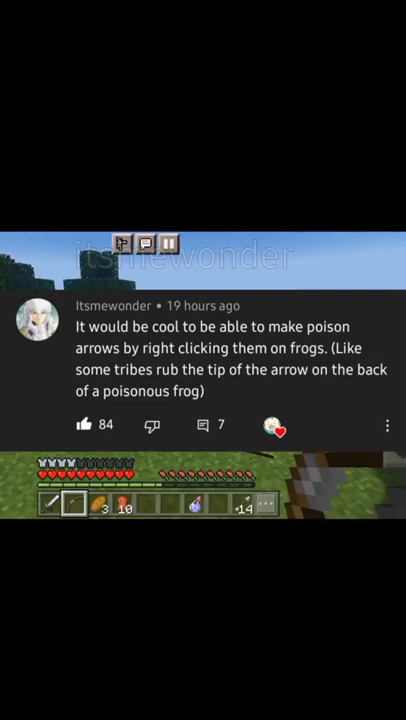 itsmewonder
Itsmewonder • 19 hours ago
It would be cool to be able to make poison
arrows by right clicking them on frogs. (Like
some tribes rub the tip of the arrow on the back
of a poisonous frog)
84 7
3 10 +14